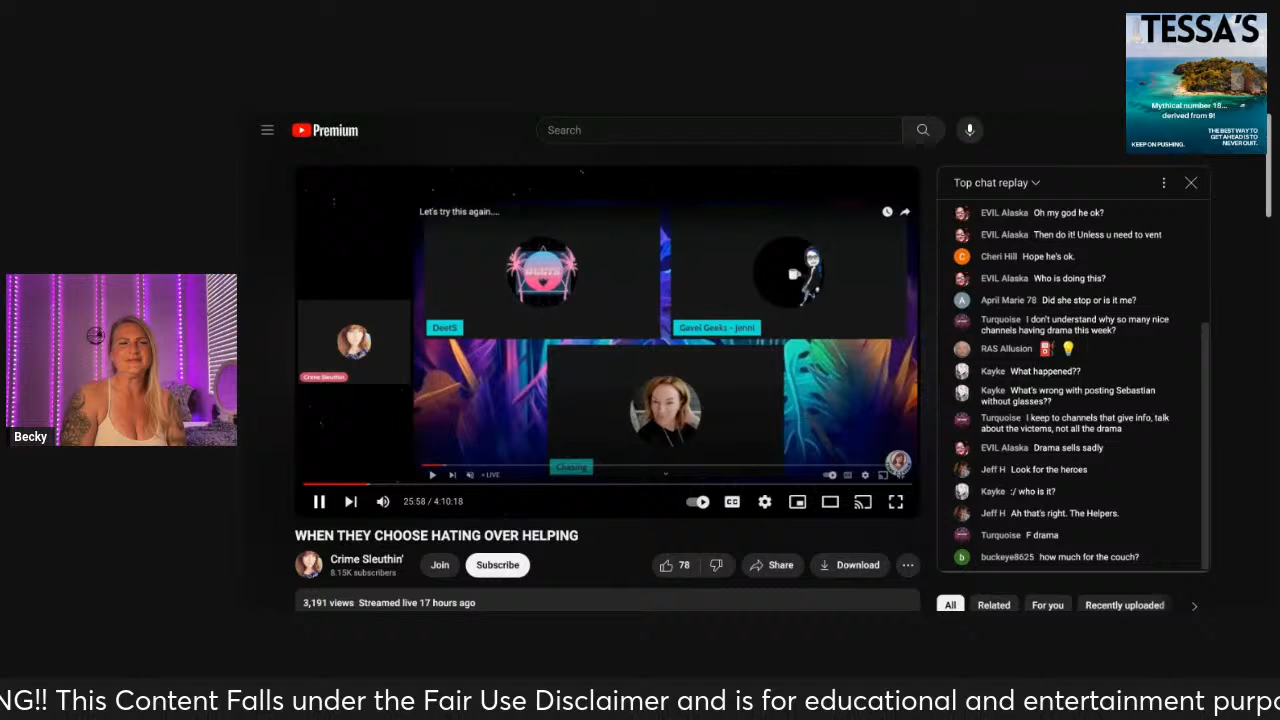 TESSA'S
Mythical number 18...
derived from 9!
THE BEST WAY TO
GET AHEAD IS TO
NEVER QUIT.
KEEP ON PUSHING.
Premium
Search
Let's try this again....
DEETS
DeetS
Gavel Geeks - Jenni
Crime Sleuthin'
Chasing
LIVE
25:58 / 4:10:18
CC
WHEN THEY CHOOSE HATING OVER HELPING
Crime Sleuthin'
8.15K subscribers
Join
Subscribe
78
Share
Download
3,191 views Streamed live 17 hours ago
Top chat replay
EVIL Alaska Oh my god he ok?
EVIL Alaska Then do it! Unless u need to vent
C
Cheri Hill Hope he's ok.
EVIL Alaska Who is doing this?
A
April Marie 78 Did she stop or is it me?
Turquoise I don't understand why so many nice
channels having drama this week?
RAS Allusion ⛽ 💡
Kayke What happened??
Kayke What's wrong with posting Sebastian
without glasses??
Turquoise I keep to channels that give info, talk
about the victims, not all the drama
EVIL Alaska Drama sells sadly
Jeff H Look for the heroes
Kayke :/ who is it?
Jeff H Ah that's right. The Helpers.
Turquoise F drama
b
buckeye8625 how much for the couch?
All
Related
For you
Recently uploaded
Becky
NG!! This Content Falls under the Fair Use Disclaimer and is for educational and entertainment purpo